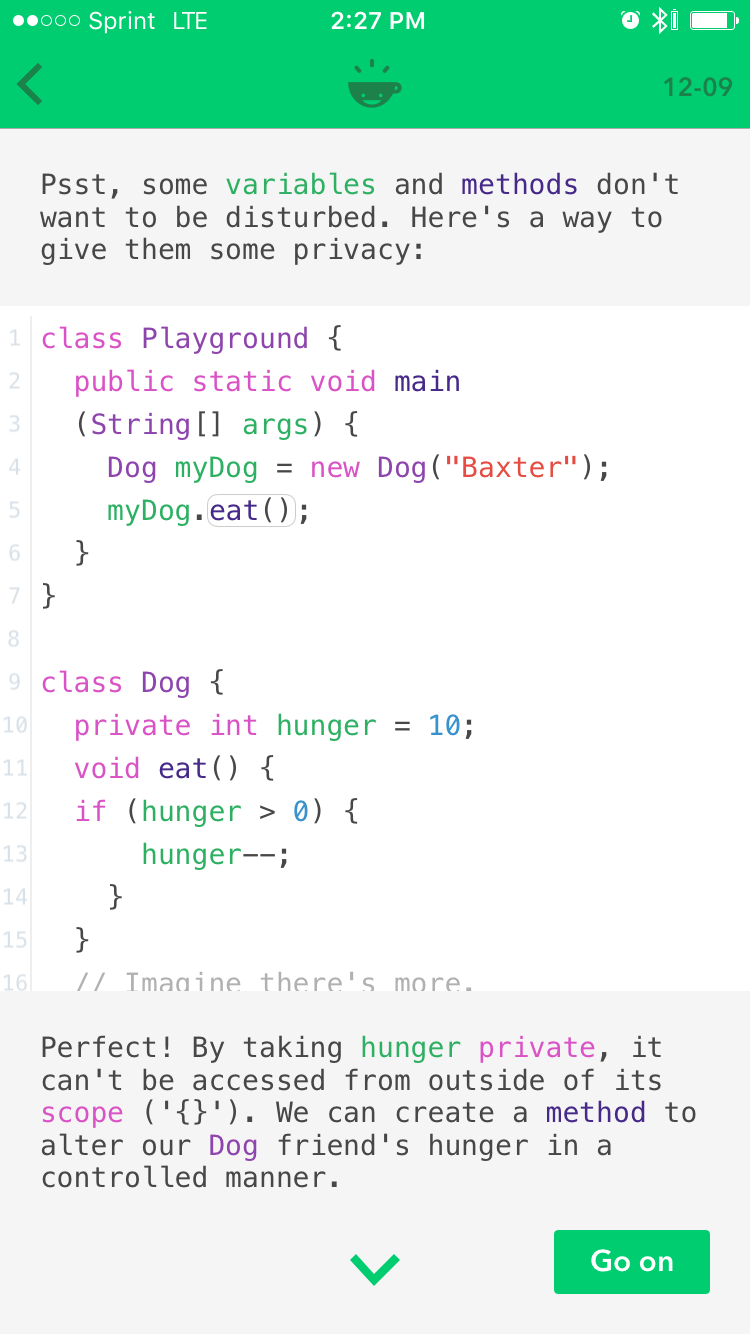 Sprint LTE 2:27 PM
12-09
Psst, some variables and methods don't
want to be disturbed. Here's a way to
give them some privacy:
1 class Playground {
2 public static void main
3 (String[] args) {
4 Dog myDog = new Dog("Baxter");
5 myDog.eat();
6 }
7 }
8
9 class Dog {
10 private int hunger = 10;
11 void eat() {
12 if (hunger > 0) {
13 hunger--;
14 }
15 }
16 // Imagine there's more.
Perfect! By taking hunger private, it
can't be accessed from outside of its
scope ('{}'). We can create a method to
alter our Dog friend's hunger in a
controlled manner.
Go on